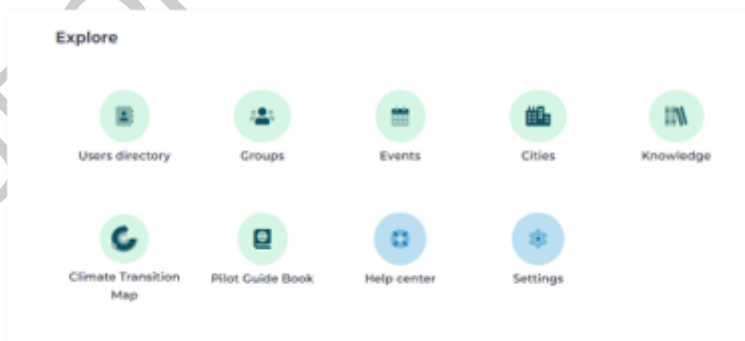 Explore
Users directory
Groups
Events
Cities
Knowledge
Climate Transition
Map
Pilot Guide Book
Help center
Settings